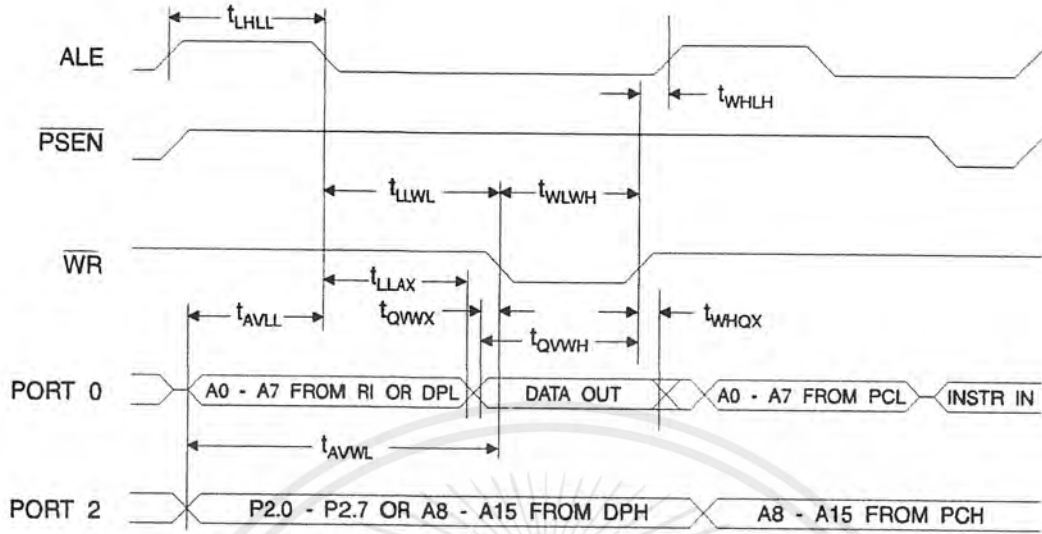 tLHLL
ALE
tWHLH
PSEN
tLLWL
tWLWH
WR
tLLAX
tAVLL
tQVWX
tWHQX
tQVWH
PORT 0
A0 - A7 FROM RI OR DPL
DATA OUT
A0 - A7 FROM PCL
INSTR IN
tAVWL
PORT 2
P2.0 - P2.7 OR A8 - A15 FROM DPH
A8 - A15 FROM PCH